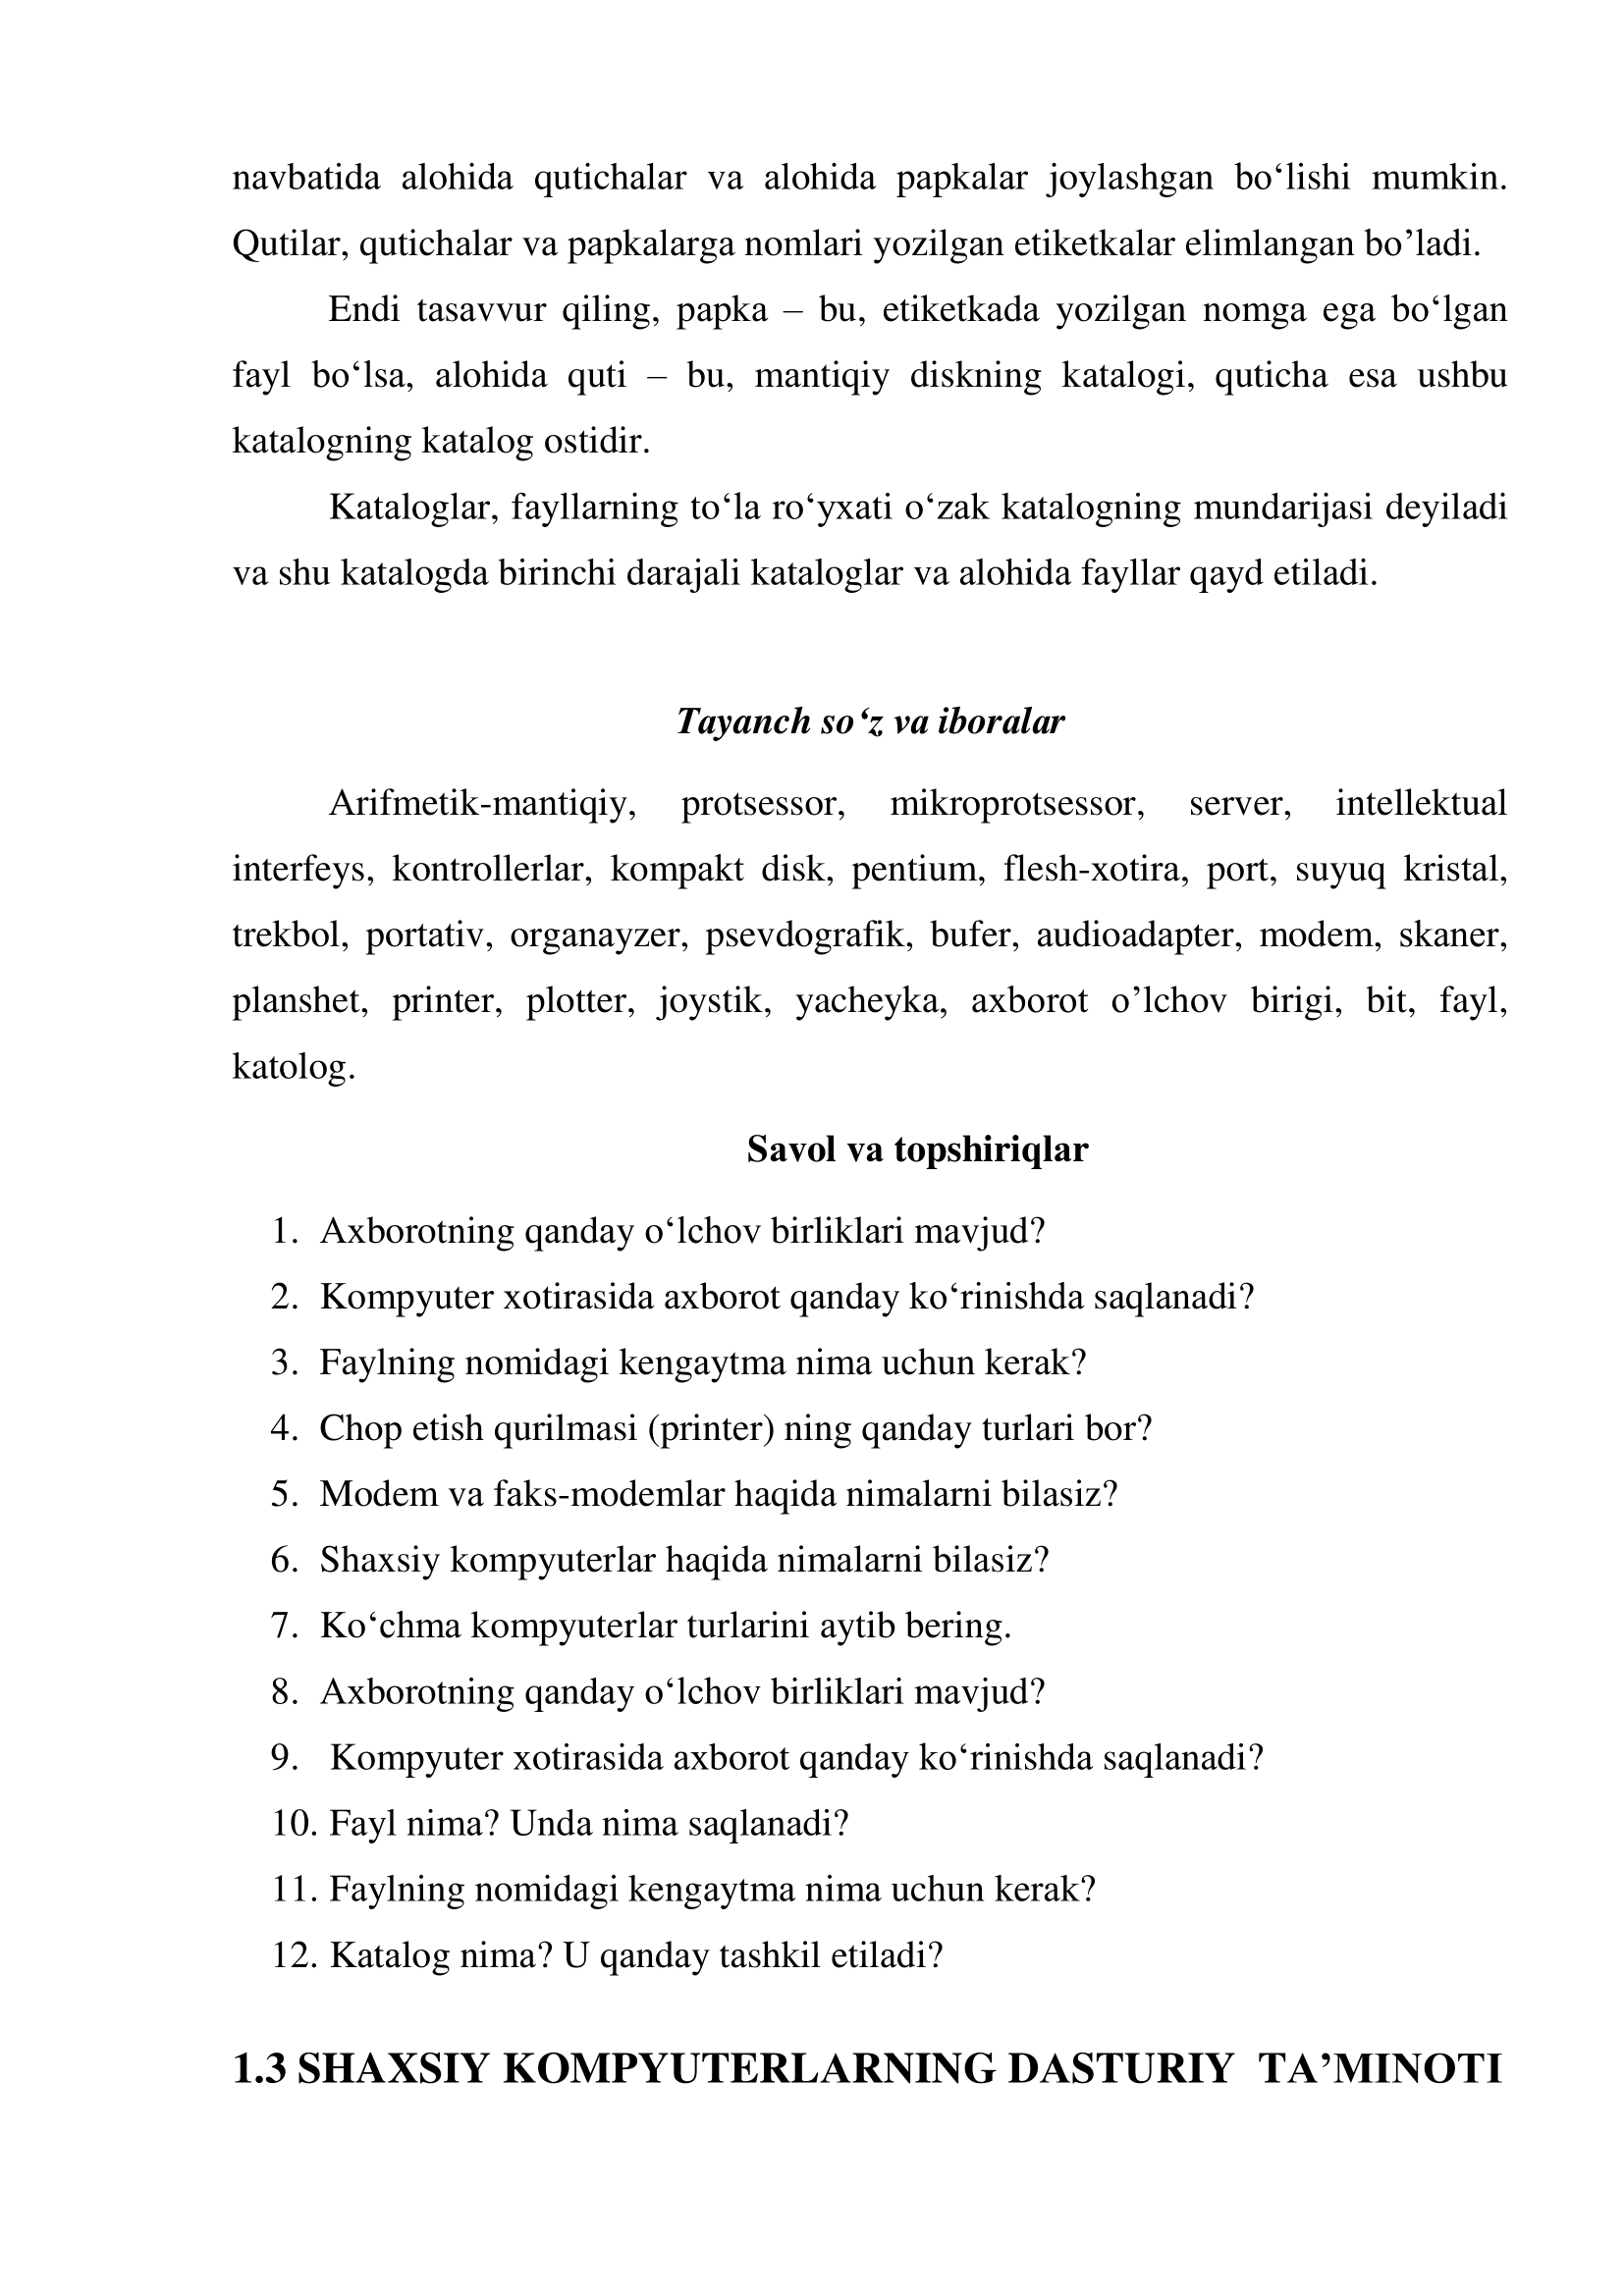 navbatida alohida qutichalar va alohida papkalar joylashgan bo‘lishi mumkin.
Qutilar, qutichalar va papkalarga nomlari yozilgan etiketkalar elimlangan bo’ladi.
Endi tasavvur qiling, papka – bu, etiketkada yozilgan nomga ega bo‘lgan
fayl bo‘lsa, alohida quti – bu, mantiqiy diskning katalogi, quticha esa ushbu
katalogning katalog ostidir.
Kataloglar, fayllarning to‘la ro‘yxati o‘zak katalogning mundarijasi deyiladi
va shu katalogda birinchi darajali kataloglar va alohida fayllar qayd etiladi.
Tayanch so‘z va iboralar
Arifmetik-mantiqiy, protsessor, mikroprotsessor, server, intellektual
interfeys, kontrollerlar, kompakt disk, pentium, flesh-xotira, port, suyuq kristal,
trekbol, portativ, organayzer, psevdografik, bufer, audioadapter, modem, skaner,
planshet, printer, plotter, joystik, yacheyka, axborot o’lchov birigi, bit, fayl,
katolog.
Savol va topshiriqlar
1. Axborotning qanday o‘lchov birliklari mavjud?
2. Kompyuter xotirasida axborot qanday ko‘rinishda saqlanadi?
3. Faylning nomidagi kengaytma nima uchun kerak?
4. Chop etish qurilmasi (printer) ning qanday turlari bor?
5. Modem va faks-modemlar haqida nimalarni bilasiz?
6. Shaxsiy kompyuterlar haqida nimalarni bilasiz?
7. Ko‘chma kompyuterlar turlarini aytib bering.
8. Axborotning qanday o‘lchov birliklari mavjud?
9. Kompyuter xotirasida axborot qanday ko‘rinishda saqlanadi?
10. Fayl nima? Unda nima saqlanadi?
11. Faylning nomidagi kengaytma nima uchun kerak?
12. Katalog nima? U qanday tashkil etiladi?
1.3 SHAXSIY KOMPYUTERLARNING DASTURIY TA’MINOTI